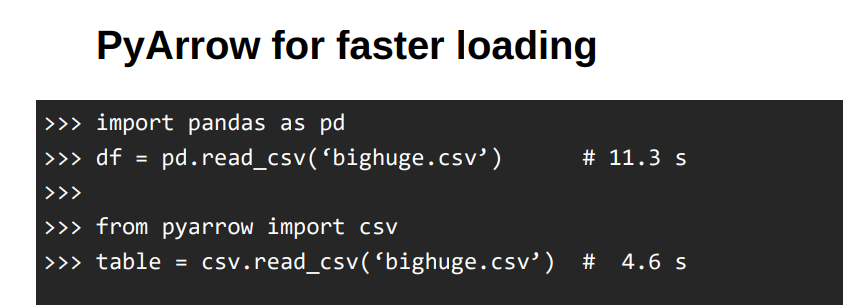 PyArrow for faster loading
>>> import pandas as pd
>>> df = pd.read_csv(‘bighuge.csv’)      # 11.3 s
>>>
>>> from pyarrow import csv
>>> table = csv.read_csv(‘bighuge.csv’)  #  4.6 s